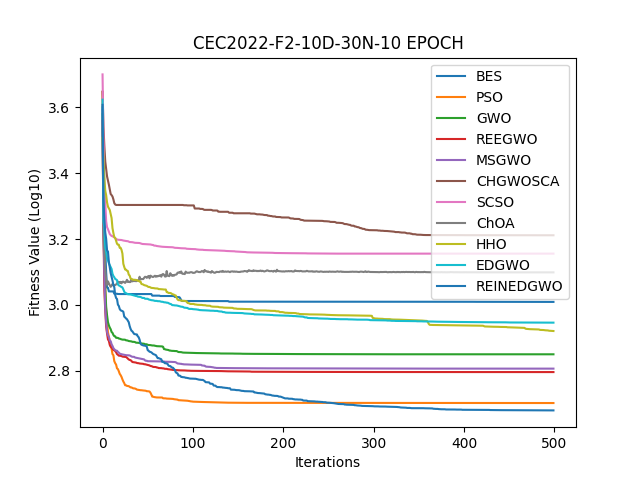 CEC2022-F2-10D-30N-10 EPOCH
Fitness Value (Log10)
3.6
3.4
3.2
3.0
2.8
BES
PSO
GWO
REEGWO
MSGWO
CHGWOSCA
SCSO
ChOA
HHO
EDGWO
REINEDGWO
0 100 200 300 400 500
Iterations